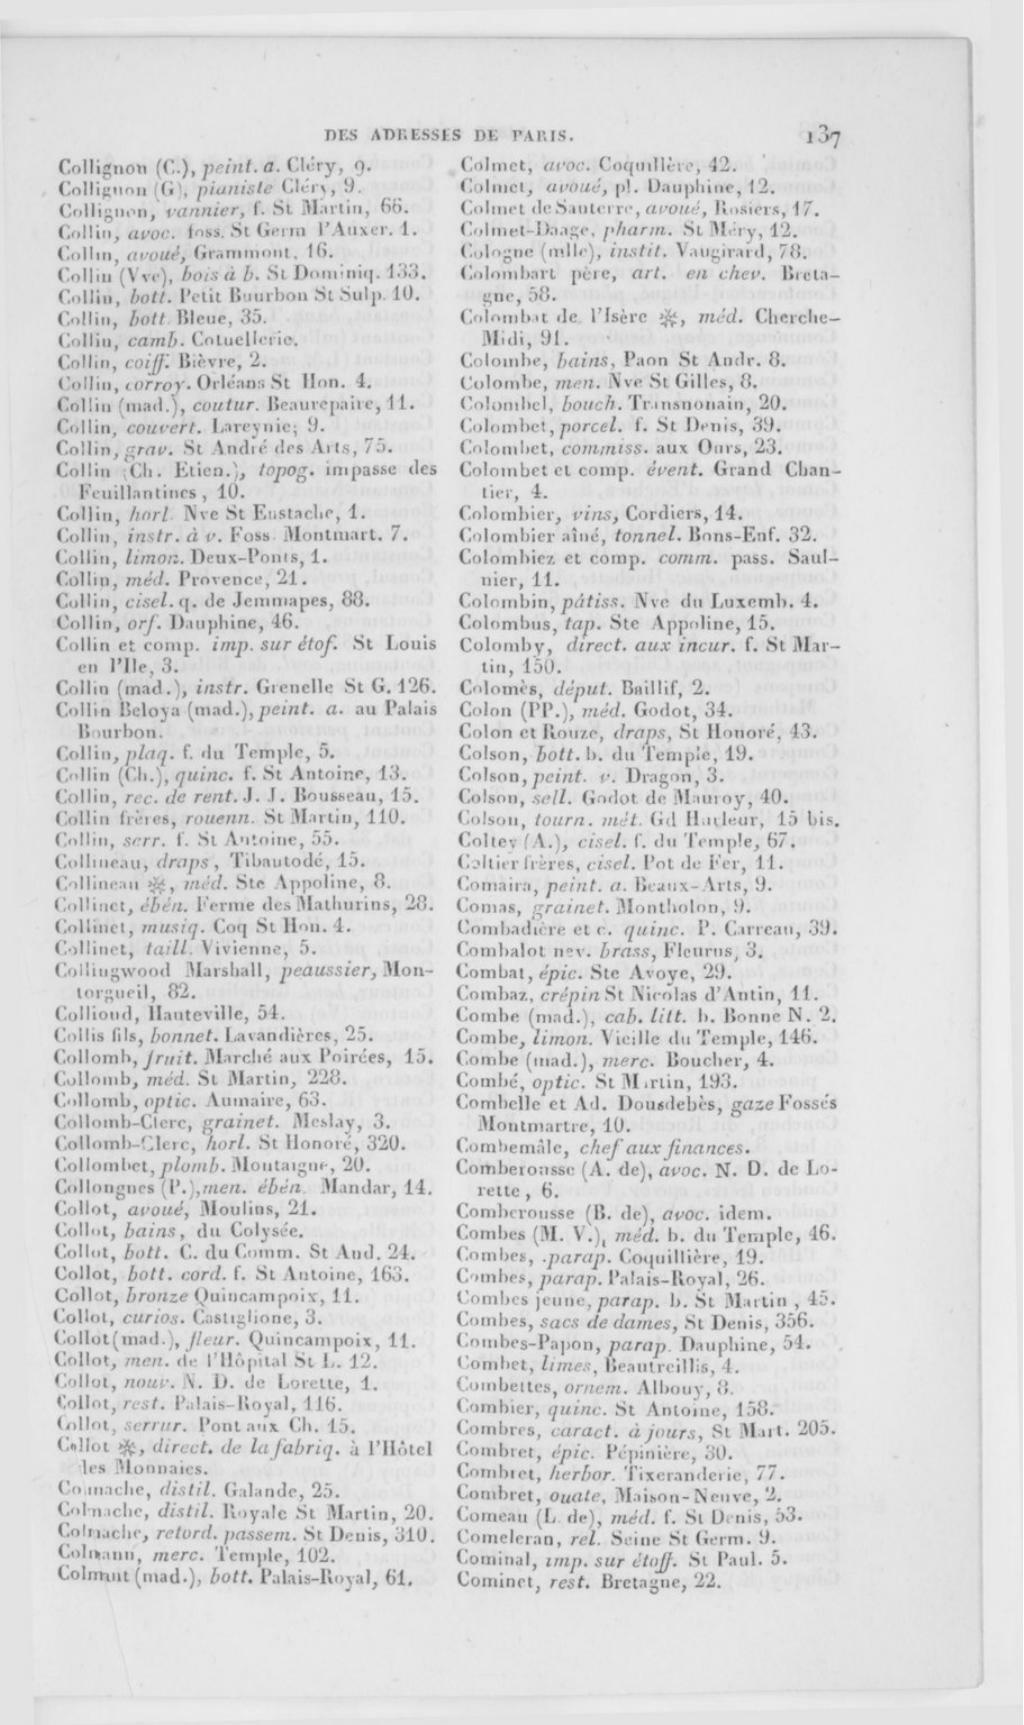 DES ADRESSES DE PARIS. 137
Collignon (C.), peint. a. Cléry, 9.
Collignon (G), pianiste Cléry, 9.
Collignon, vannier, f. St Martin, 66.
Collin, avoc. foss. St Germ l'Auxer. 1.
Collin, avoué, Grammont, 16.
Collin (Vve), bois à b. St Dominiq. 133.
Collin, bott. Petit Bourbon St Sulp. 10.
Collin, bott. Bleue, 35.
Collin, camb. Cotuellerie.
Collin, coiff. Bièvre, 2.
Collin, corroy. Orléans St Hon. 4.
Collin (mad.), coutur. Beaurepaire, 11.
Collin, couvert. Lareynie; 9.
Collin, grav. St André des Arts, 75.
Collin (Ch. Etien.), topog. impasse des
Feuillantines, 10.
Collin, horl. Nve St Eustache, 1.
Collin, instr. à v. Foss. Montmart. 7.
Collin, limon. Deux-Ponts, 1.
Collin, méd. Provence, 21.
Collin, cisel. q. de Jemmapes, 88.
Collin, orf. Dauphine, 46.
Collin et comp. imp. sur étof. St Louis
en l'Ile, 3.
Collin (mad.), instr. Grenelle St G. 126.
Collin Beloya (mad.), peint. a. au Palais
Bourbon.
Collin, plaq. f. du Temple, 5.
Collin (Ch.), quinc. f. St Antoine, 13.
Collin, rec. de rent. J. J. Rousseau, 15.
Collin frères, rouenn. St Martin, 110.
Collin, serr. f. St Antoine, 55.
Collineau, draps, Tibautodé, 15.
Collineau ※, méd. Ste Appoline, 8.
Collinet, ébén. Ferme des Mathurins, 28.
Collinet, musiq. Coq St Hon. 4.
Collinet, taill. Vivienne, 5.
Collingwood Marshall, peaussier, Mon-
torgueil, 82.
Collioud, Hauteville, 54.
Collis fils, bonnet. Lavandières, 25.
Collomb, fruit. Marché aux Poirées, 15.
Collomb, méd. St Martin, 228.
Collomb, optic. Aumaire, 63.
Collomb-Clerc, grainet. Meslay, 3.
Collomb-Clerc, horl. St Honoré, 320.
Collombet, plomb. Montaigne, 20.
Collongues (P.), men. ébén. Mandar, 14.
Collot, avoué, Moulins, 21.
Collot, bains, du Colysée.
Collot, bott. C. du Comm. St And. 24.
Collot, bott. cord. f. St Antoine, 163.
Collot, bronze Quincampoix, 11.
Collot, curios. Castiglione, 3.
Collot (mad.), fleur. Quincampoix, 11.
Collot, men. de l'Hôpital St L. 12.
Collot, nouv. N. D. de Lorette, 1.
Collot, rest. Palais-Royal, 116.
Collot, serrur. Pont aux Ch. 15.
Collot ※, direct. de la fabriq. à l'Hôtel
des Monnaies.
Colmache, distil. Galande, 25.
Colmache, distil. Royale St Martin, 20.
Colmache, retord. passem. St Denis, 310.
Colmann, merc. Temple, 102.
Colmant (mad.), bott. Palais-Royal, 61.
Colmet, avoc. Coquillère, 42.
Colmet, avoué, pl. Dauphine, 12.
Colmet de Santerre, avoué, Rosiers, 17.
Colmet-Daage, pharm. St Méry, 12.
Cologne (mlle), instit. Vaugirard, 78.
Colombart père, art. en chev. Breta-
gne, 58.
Colombat de l'Isère ※, méd. Cherche-
Midi, 91.
Colombe, bains, Paon St Andr. 8.
Colombe, men. Nve St Gilles, 8.
Colombel, bouch. Transnonain, 20.
Colombet, porcel. f. St Denis, 39.
Colombet, commiss. aux Ours, 23.
Colombet et comp. évent. Grand Chan-
tier, 4.
Colombier, vins, Cordiers, 14.
Colombier aîné, tonnel. Bons-Enf. 32.
Colombiez et comp. comm. pass. Saul-
nier, 11.
Colombin, pâtiss. Nve du Luxemb. 4.
Colombus, tap. Ste Appoline, 15.
Colomby, direct. aux incur. f. St Mar-
tin, 150.
Colomès, déput. Baillif, 2.
Colon (PP.), méd. Godot, 34.
Colon et Rouze, draps, St Honoré, 43.
Colson, bott. b. du Temple, 19.
Colson, peint. v. Dragon, 3.
Colson, sell. Godot de Mauroy, 40.
Colson, tourn. mét. Gd Hurleur, 15 bis.
Coltey (A.), cisel. f. du Temple, 67.
Coltier frères, cisel. Pot de Fer, 11.
Comaira, peint. a. Beaux-Arts, 9.
Comas, grainet. Montholon, 9.
Combadière et c. quinc. P. Carreau, 39.
Combalot nev. brass, Fleurus, 3.
Combat, épic. Ste Avoye, 29.
Combaz, crépin St Nicolas d'Antin, 11.
Combe (mad.), cab. litt. b. Bonne N. 2.
Combe, limon. Vieille du Temple, 146.
Combe (mad.), merc. Boucher, 4.
Combé, optic. St Martin, 193.
Combelle et Ad. Dousdebès, gaze Fossés
Montmartre, 10.
Combemâle, chef aux finances.
Comberousse (A. de), avoc. N. D. de Lo-
rette, 6.
Comberousse (B. de), avoc. idem.
Combes (M. V.), méd. b. du Temple, 46.
Combes, .parap. Coquillière, 19.
Combes, parap. Palais-Royal, 26.
Combes jeune, parap. b. St Martin, 45.
Combes, sacs de dames, St Denis, 356.
Combes-Papon, parap. Dauphine, 54.
Combet, limes, Beautreillis, 4.
Combettes, ornem. Albouy, 8.
Combier, quinc. St Antoine, 158.
Combres, caract. à jours, St Mart. 205.
Combret, épic. Pépinière, 30.
Combret, herbor. Tixeranderie, 77.
Combret, ouate, Maison-Neuve, 2.
Comeau (L. de), méd. f. St Denis, 53.
Comeleran, rel. Seine St Germ. 9.
Cominal, imp. sur étoff. St Paul. 5.
Cominet, rest. Bretagne, 22.